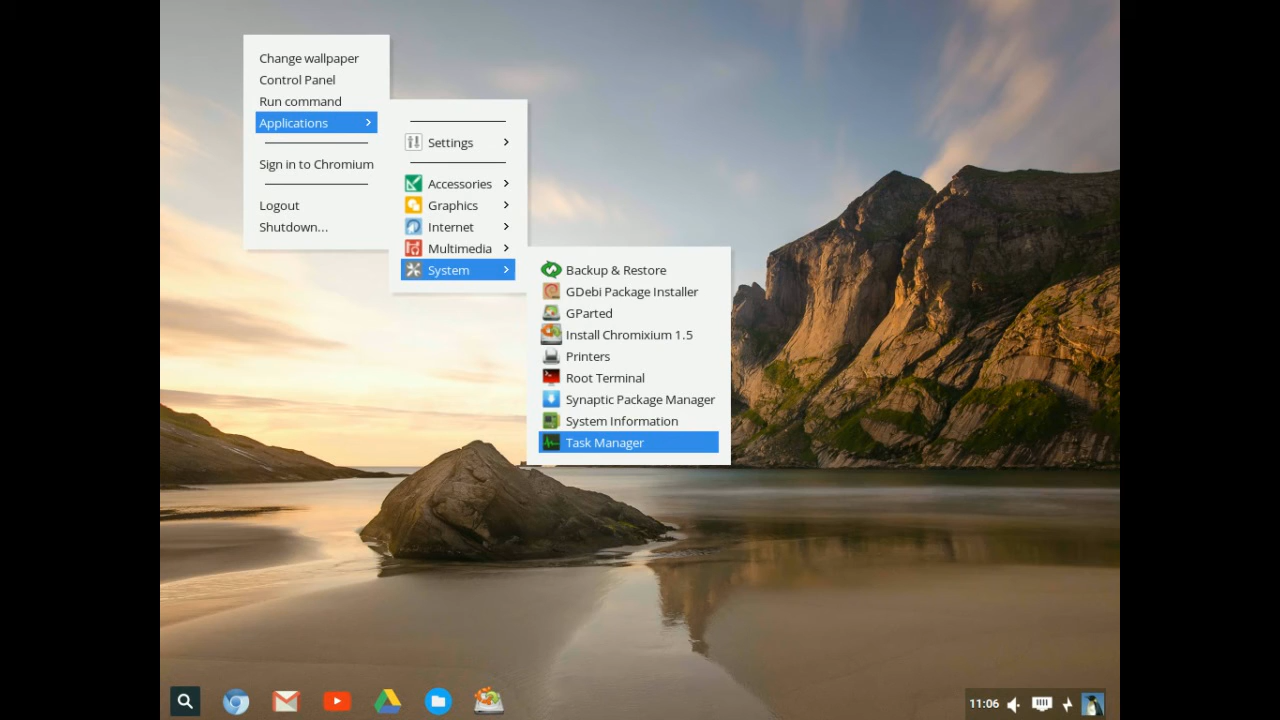 Change wallpaper
Control Panel
Run command
Applications
Sign in to Chromium
Logout
Shutdown...
Settings
Accessories
Graphics
Internet
Multimedia
System
Backup & Restore
GDebi Package Installer
GParted
Install Chromixium 1.5
Printers
Root Terminal
Synaptic Package Manager
System Information
Task Manager
11:06